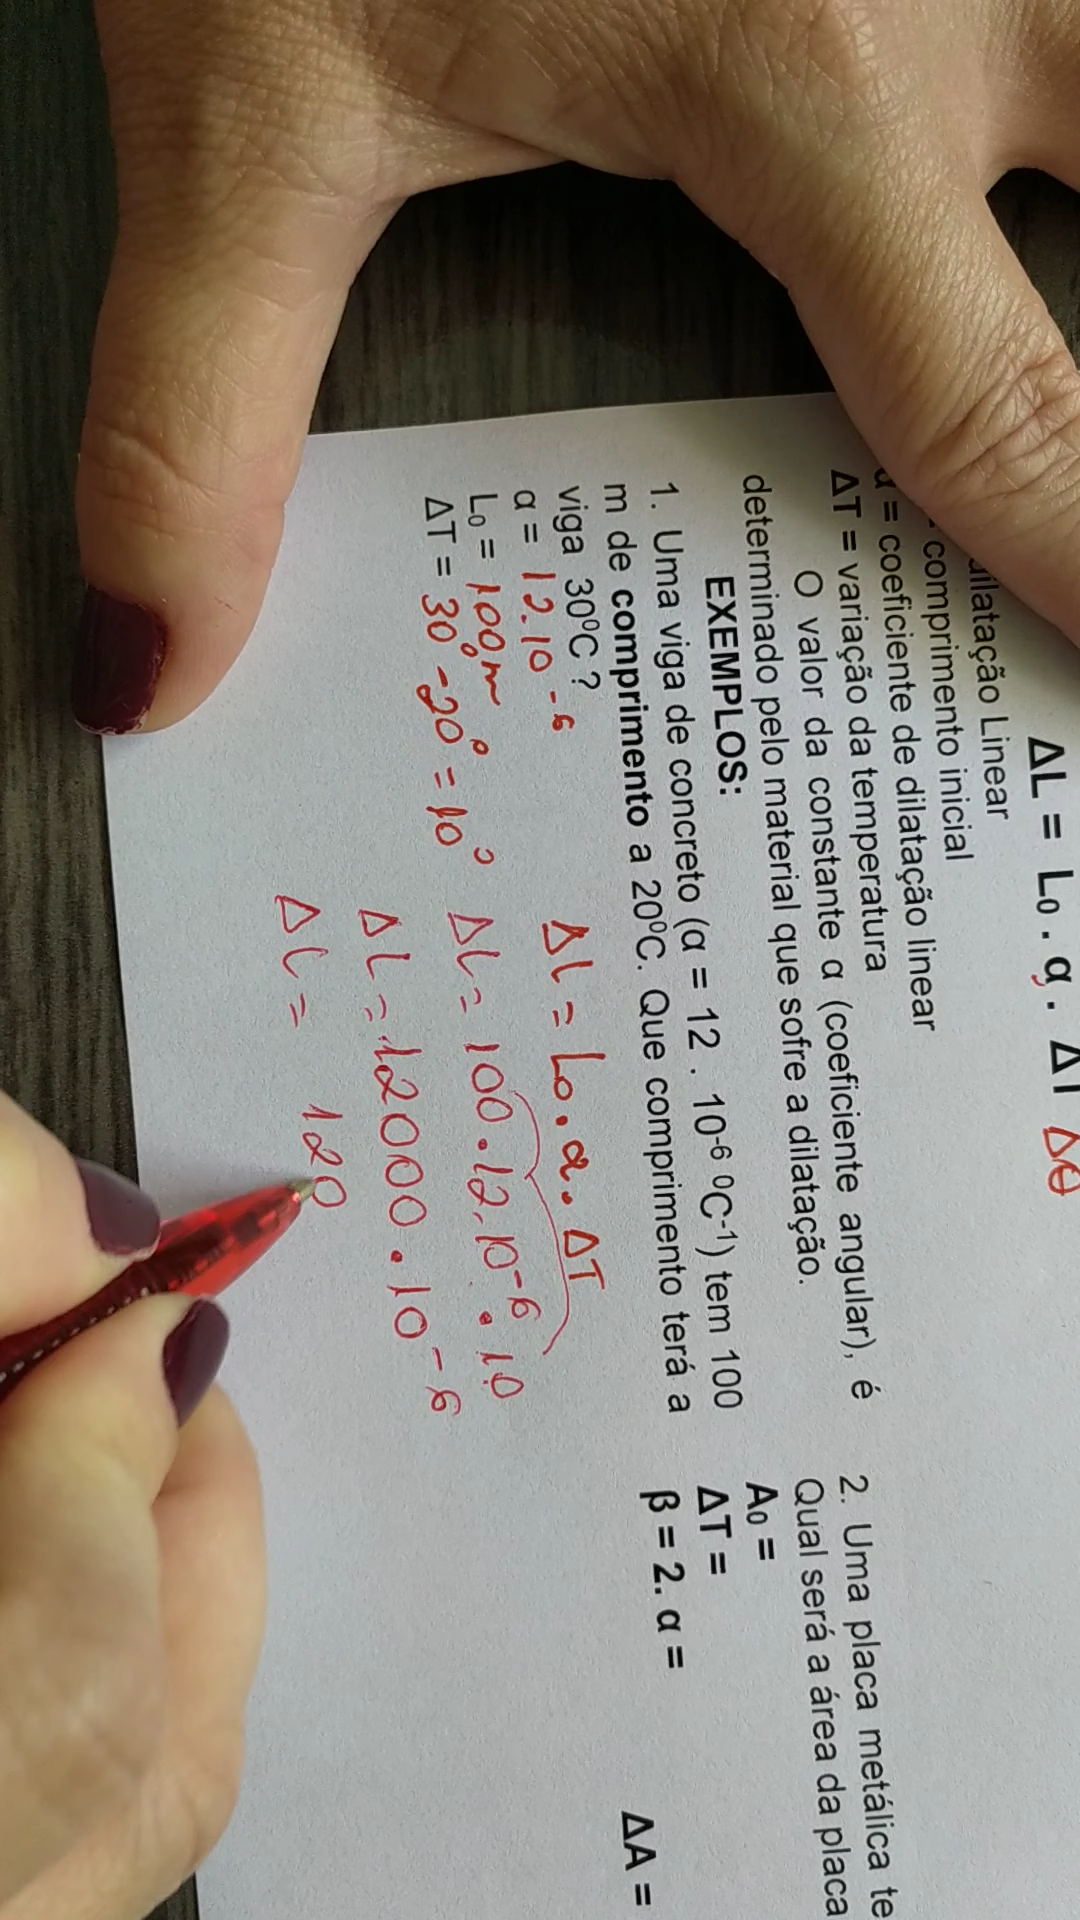 ΔL = L₀ . α . ΔT Δθ
dilatação Linear
comprimento inicial
α = coeficiente de dilatação linear
ΔT = variação da temperatura
O valor da constante α (coeficiente angular), é
determinado pelo material que sofre a dilatação.
EXEMPLOS:
1. Uma viga de concreto (α = 12 . 10⁻⁶ ⁰C⁻¹) tem 100
m de comprimento a 20⁰C. Que comprimento terá a
viga 30⁰C ?
α = 12.10⁻⁶
L₀ = 100m
ΔT = 30° - 20° = 10°
ΔL = L₀ . α . ΔT
ΔL = 100 . 12 . 10⁻⁶ . 10
ΔL = 12000 . 10⁻⁶
ΔL = 120
2. Uma placa metálica te
Qual será a área da placa
A₀ =
ΔT =
β = 2. α =
ΔA =